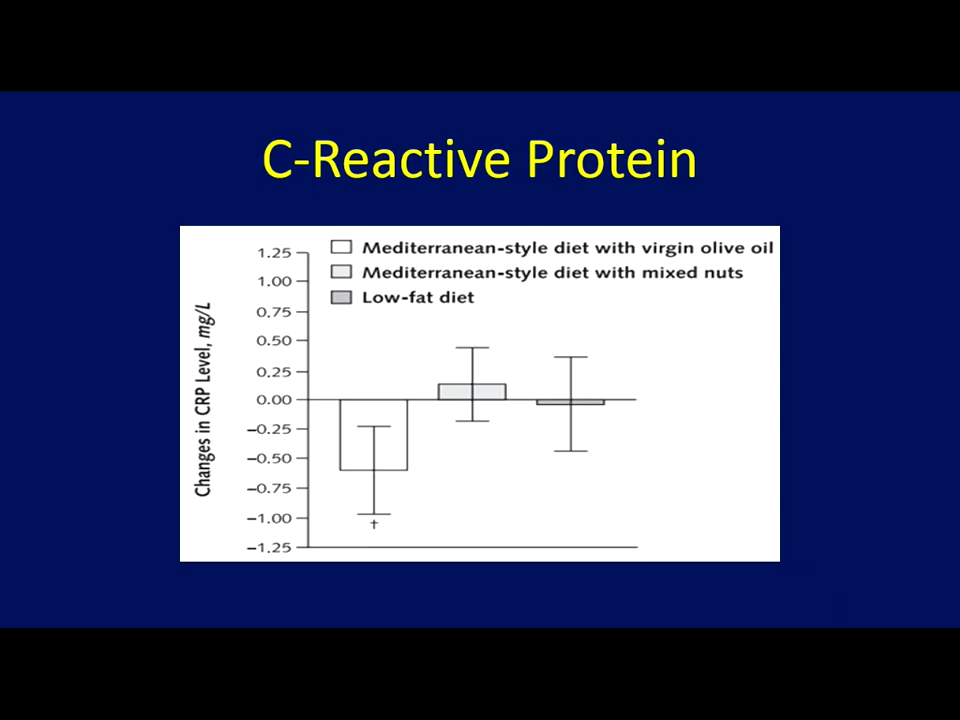 C-Reactive Protein
Mediterranean-style diet with virgin olive oil
Mediterranean-style diet with mixed nuts
Low-fat diet
Changes in CRP Level, mg/L
1.25
1.00
0.75
0.50
0.25
0.00
−0.25
−0.50
−0.75
−1.00
−1.25
†